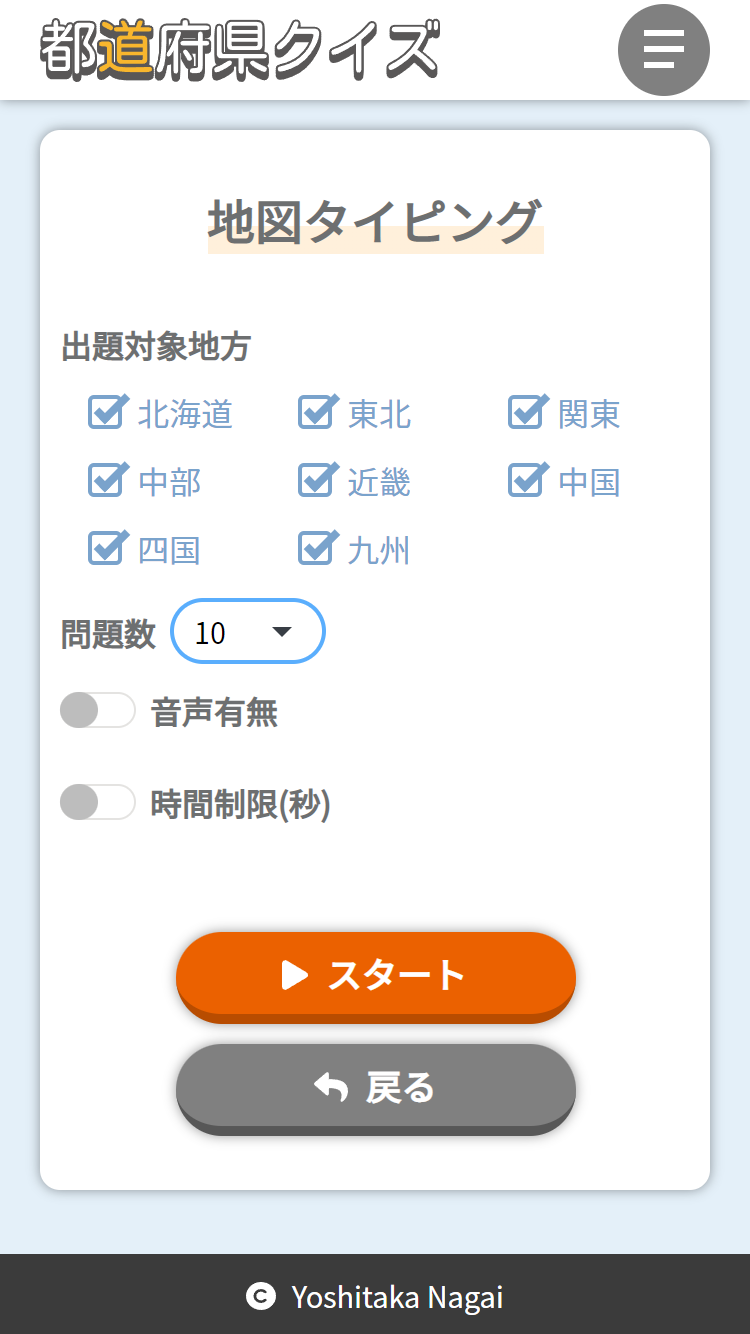 都道府県クイズ
地図タイピング
出題対象地方
北海道 東北 関東
中部 近畿 中国
四国 九州
問題数 10
音声有無
時間制限(秒)
スタート
戻る
© Yoshitaka Nagai